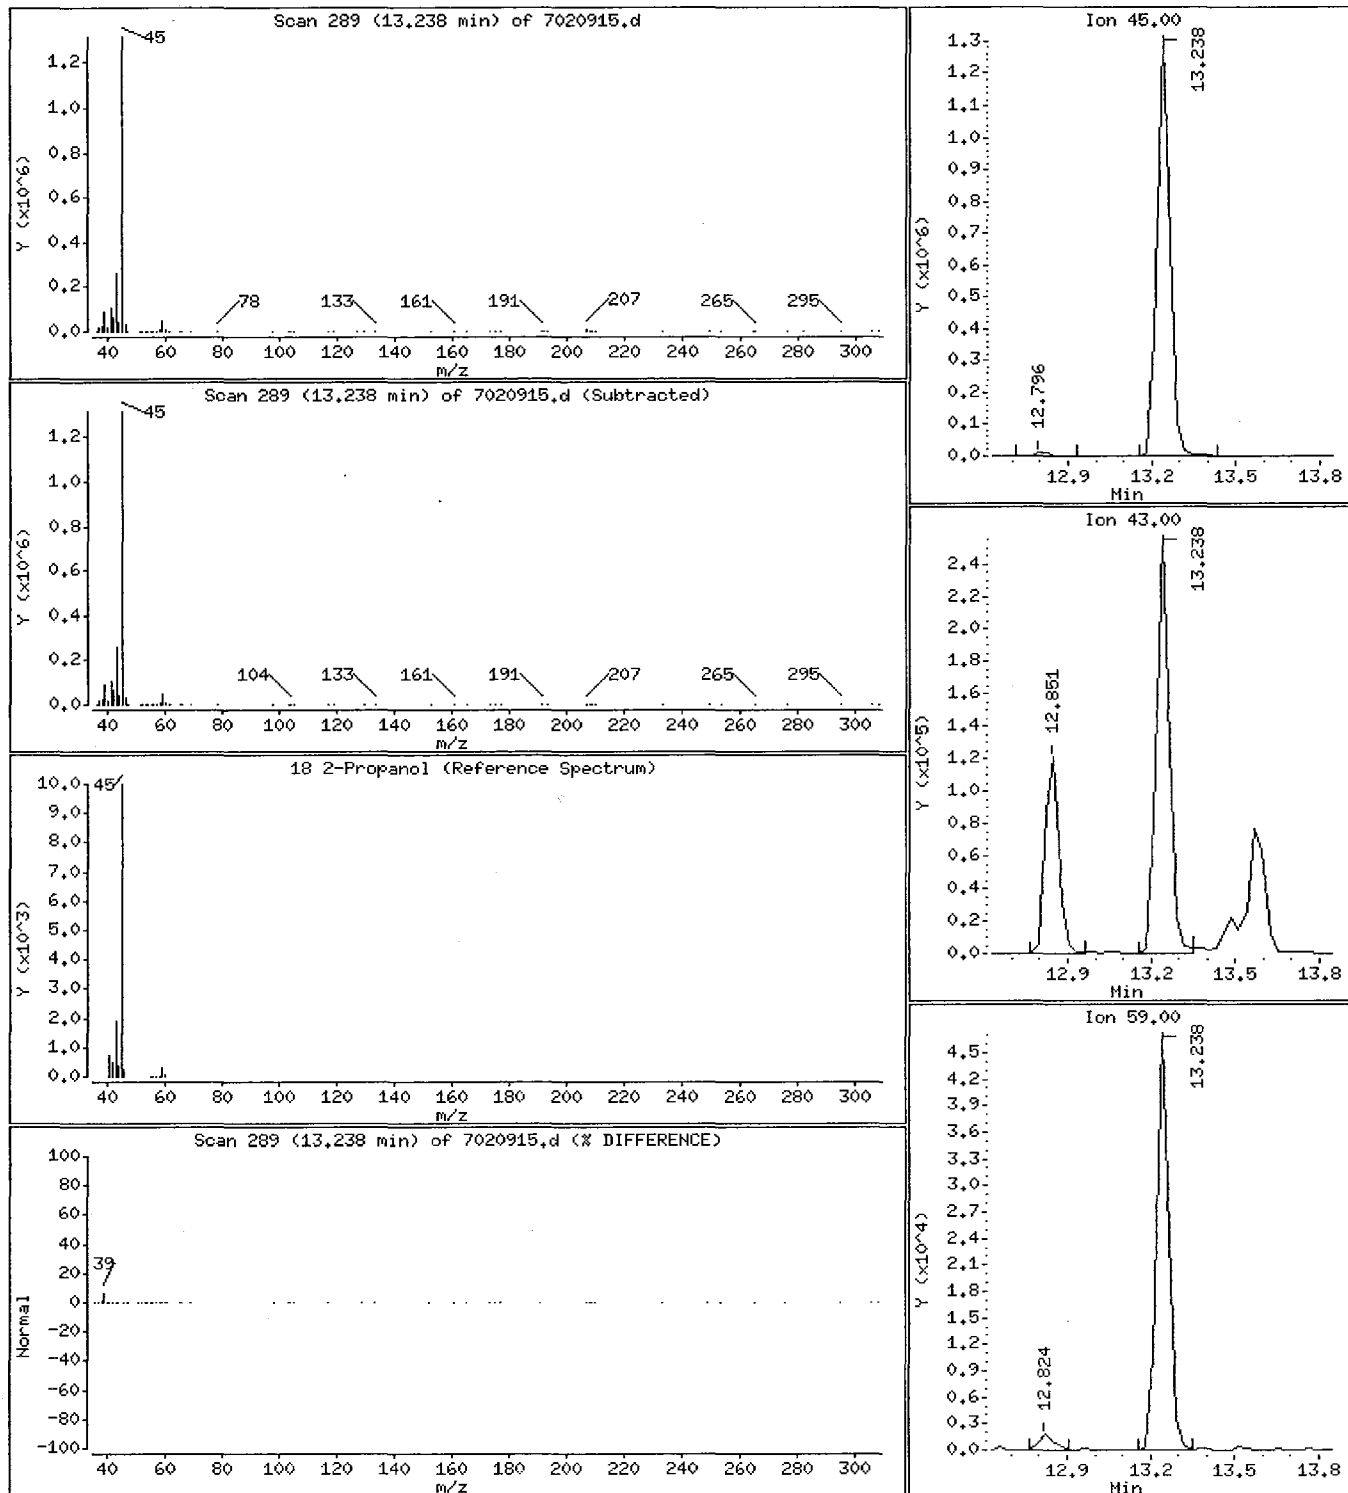 Scan 289 (13.238 min) of 7020915.d
45
1.2
1.0
0.8
0.6
0.4
0.2
0.0
Y (x10^6)
78 133 161 191 207 265 295
40 60 80 100 120 140 160 180 200 220 240 260 280 300
m/z
Scan 289 (13.238 min) of 7020915.d (Subtracted)
45
1.2
1.0
0.8
0.6
0.4
0.2
0.0
Y (x10^6)
104 133 161 191 207 265 295
40 60 80 100 120 140 160 180 200 220 240 260 280 300
m/z
18 2-Propanol (Reference Spectrum)
45
10.0
9.0
8.0
7.0
6.0
5.0
4.0
3.0
2.0
1.0
0.0
Y (x10^3)
40 60 80 100 120 140 160 180 200 220 240 260 280 300
m/z
Scan 289 (13.238 min) of 7020915.d (% DIFFERENCE)
100
80
60
40
20
0
-20
-40
-60
-80
-100
Normal
39
40 60 80 100 120 140 160 180 200 220 240 260 280 300
m/z
Ion 45.00
13.238
1.3
1.2
1.1
1.0
0.9
0.8
0.7
0.6
0.5
0.4
0.3
0.2
0.1
0.0
Y (x10^6)
12.796
12.9 13.2 13.5 13.8
Min
Ion 43.00
13.238
2.4
2.2
2.0
1.8
1.6
1.4
1.2
1.0
0.8
0.6
0.4
0.2
0.0
Y (x10^5)
12.851
12.9 13.2 13.5 13.8
Min
Ion 59.00
13.238
4.5
4.2
3.9
3.6
3.3
3.0
2.7
2.4
2.1
1.8
1.5
1.2
0.9
0.6
0.3
0.0
Y (x10^4)
12.824
12.9 13.2 13.5 13.8
Min